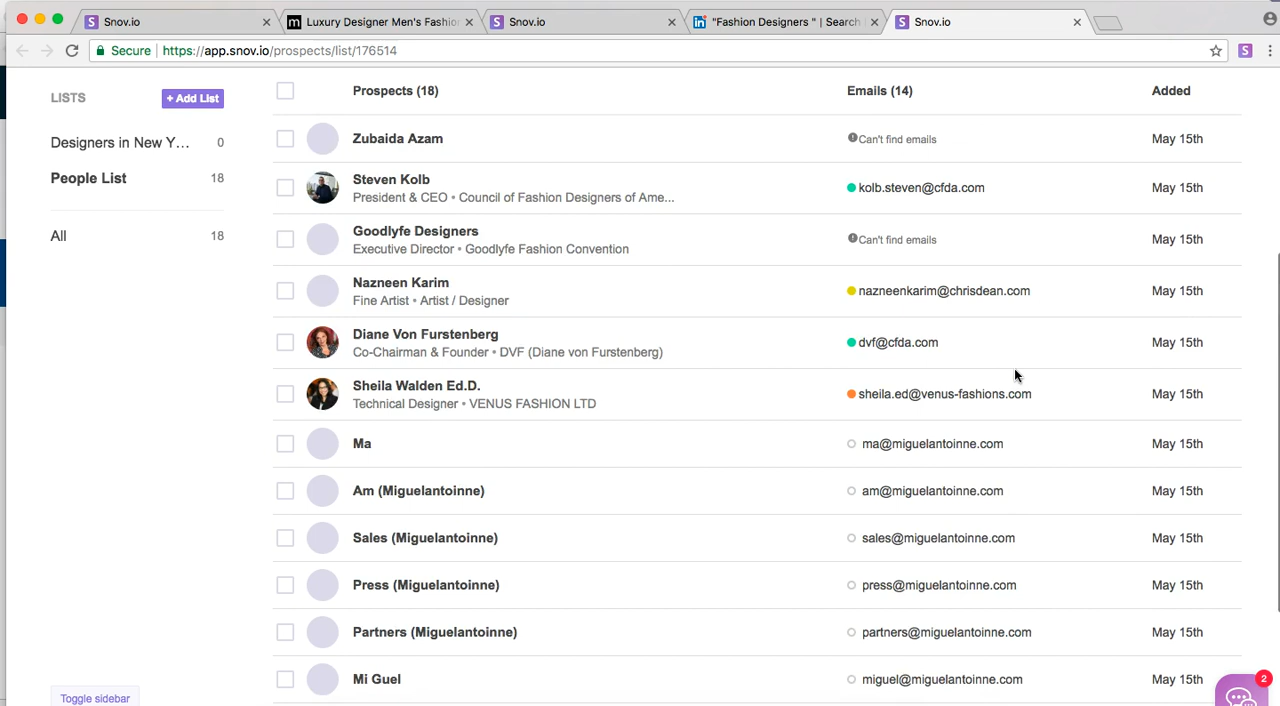 Snov.io
Luxury Designer Men's Fashion
Snov.io
"Fashion Designers " | Search
Snov.io
Secure | https://app.snov.io/prospects/list/176514
LISTS
+ Add List
Prospects (18)
Emails (14)
Added
Designers in New Y... 0
People List 18
All 18
Zubaida Azam
Can't find emails
May 15th
Steven Kolb
President & CEO • Council of Fashion Designers of Ame...
kolb.steven@cfda.com
May 15th
Goodlyfe Designers
Executive Director • Goodlyfe Fashion Convention
Can't find emails
May 15th
Nazneen Karim
Fine Artist • Artist / Designer
nazneenkarim@chrisdean.com
May 15th
Diane Von Furstenberg
Co-Chairman & Founder • DVF (Diane von Furstenberg)
dvf@cfda.com
May 15th
Sheila Walden Ed.D.
Technical Designer • VENUS FASHION LTD
sheila.ed@venus-fashions.com
May 15th
Ma
ma@miguelantoinne.com
May 15th
Am (Miguelantoinne)
am@miguelantoinne.com
May 15th
Sales (Miguelantoinne)
sales@miguelantoinne.com
May 15th
Press (Miguelantoinne)
press@miguelantoinne.com
May 15th
Partners (Miguelantoinne)
partners@miguelantoinne.com
May 15th
Mi Guel
miguel@miguelantoinne.com
May 15th
Toggle sidebar
2